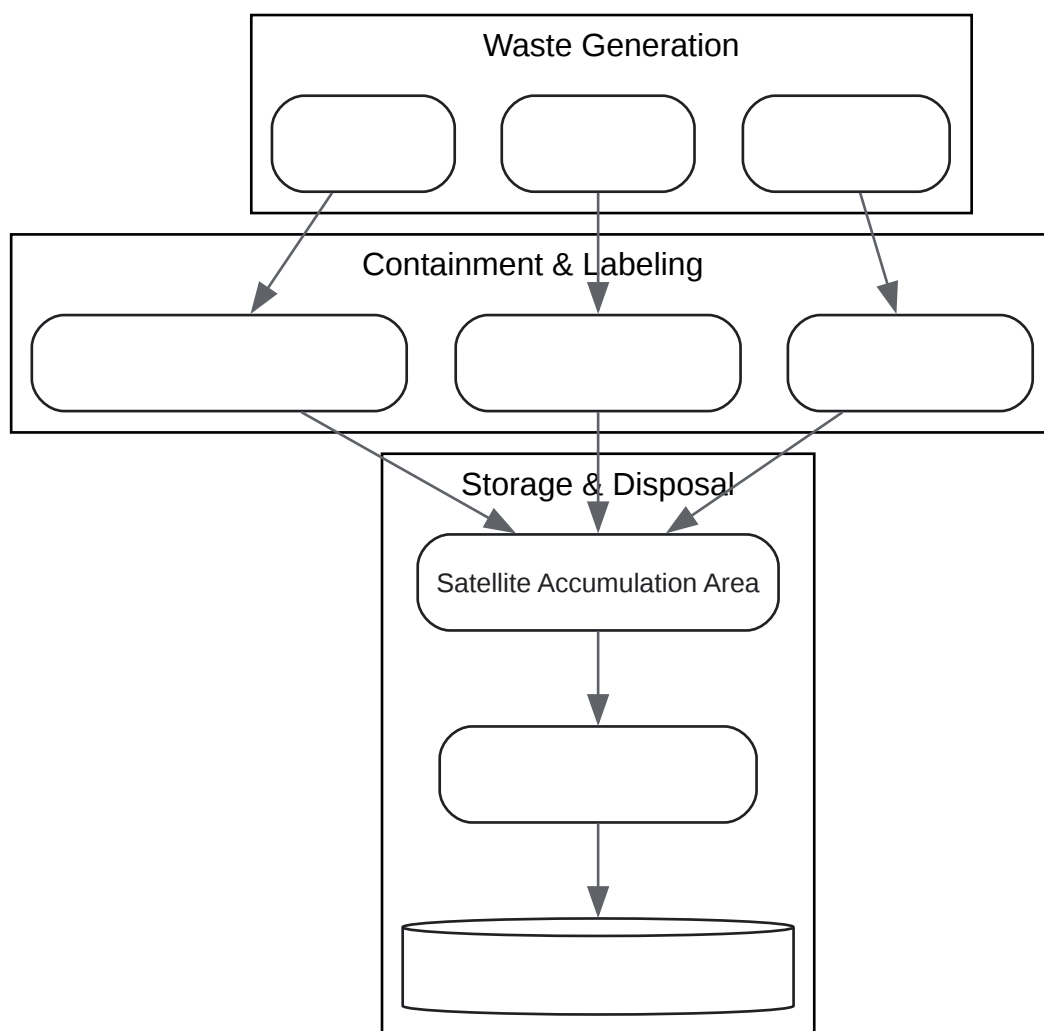 Waste Generation
Containment & Labeling
Storage & Disposal
Satellite Accumulation Area